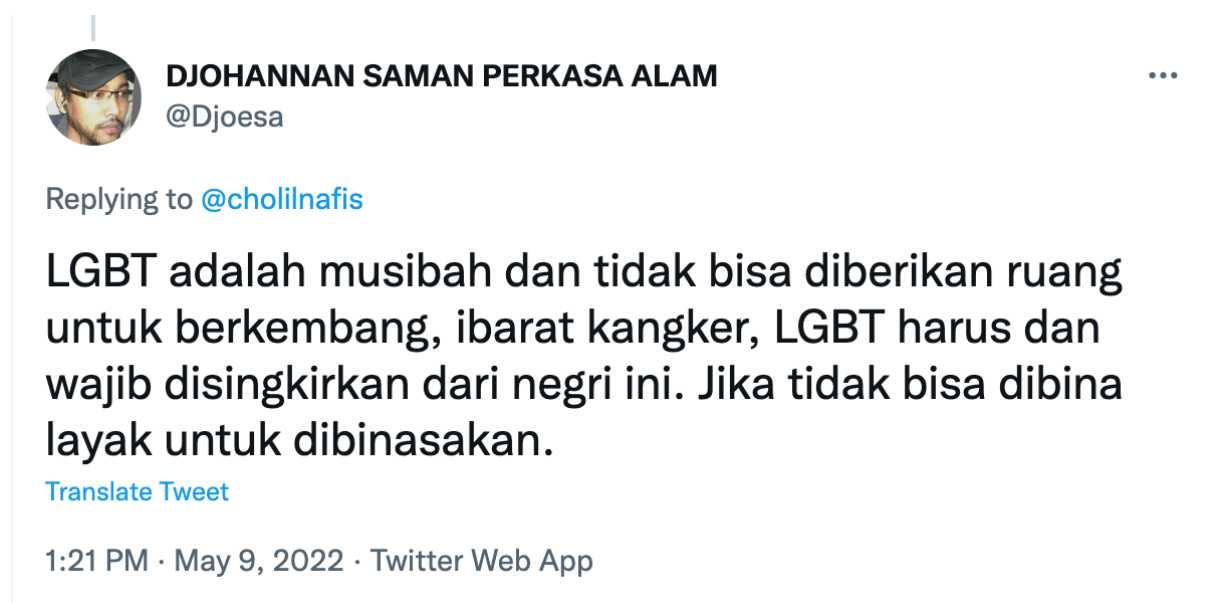 DJOHANNAN SAMAN PERKASA ALAM
@Djoesa
Replying to @cholilnafis
LGBT adalah musibah dan tidak bisa diberikan ruang
untuk berkembang, ibarat kangker, LGBT harus dan
wajib disingkirkan dari negri ini. Jika tidak bisa dibina
layak untuk dibinasakan.
Translate Tweet
1:21 PM · May 9, 2022 · Twitter Web App